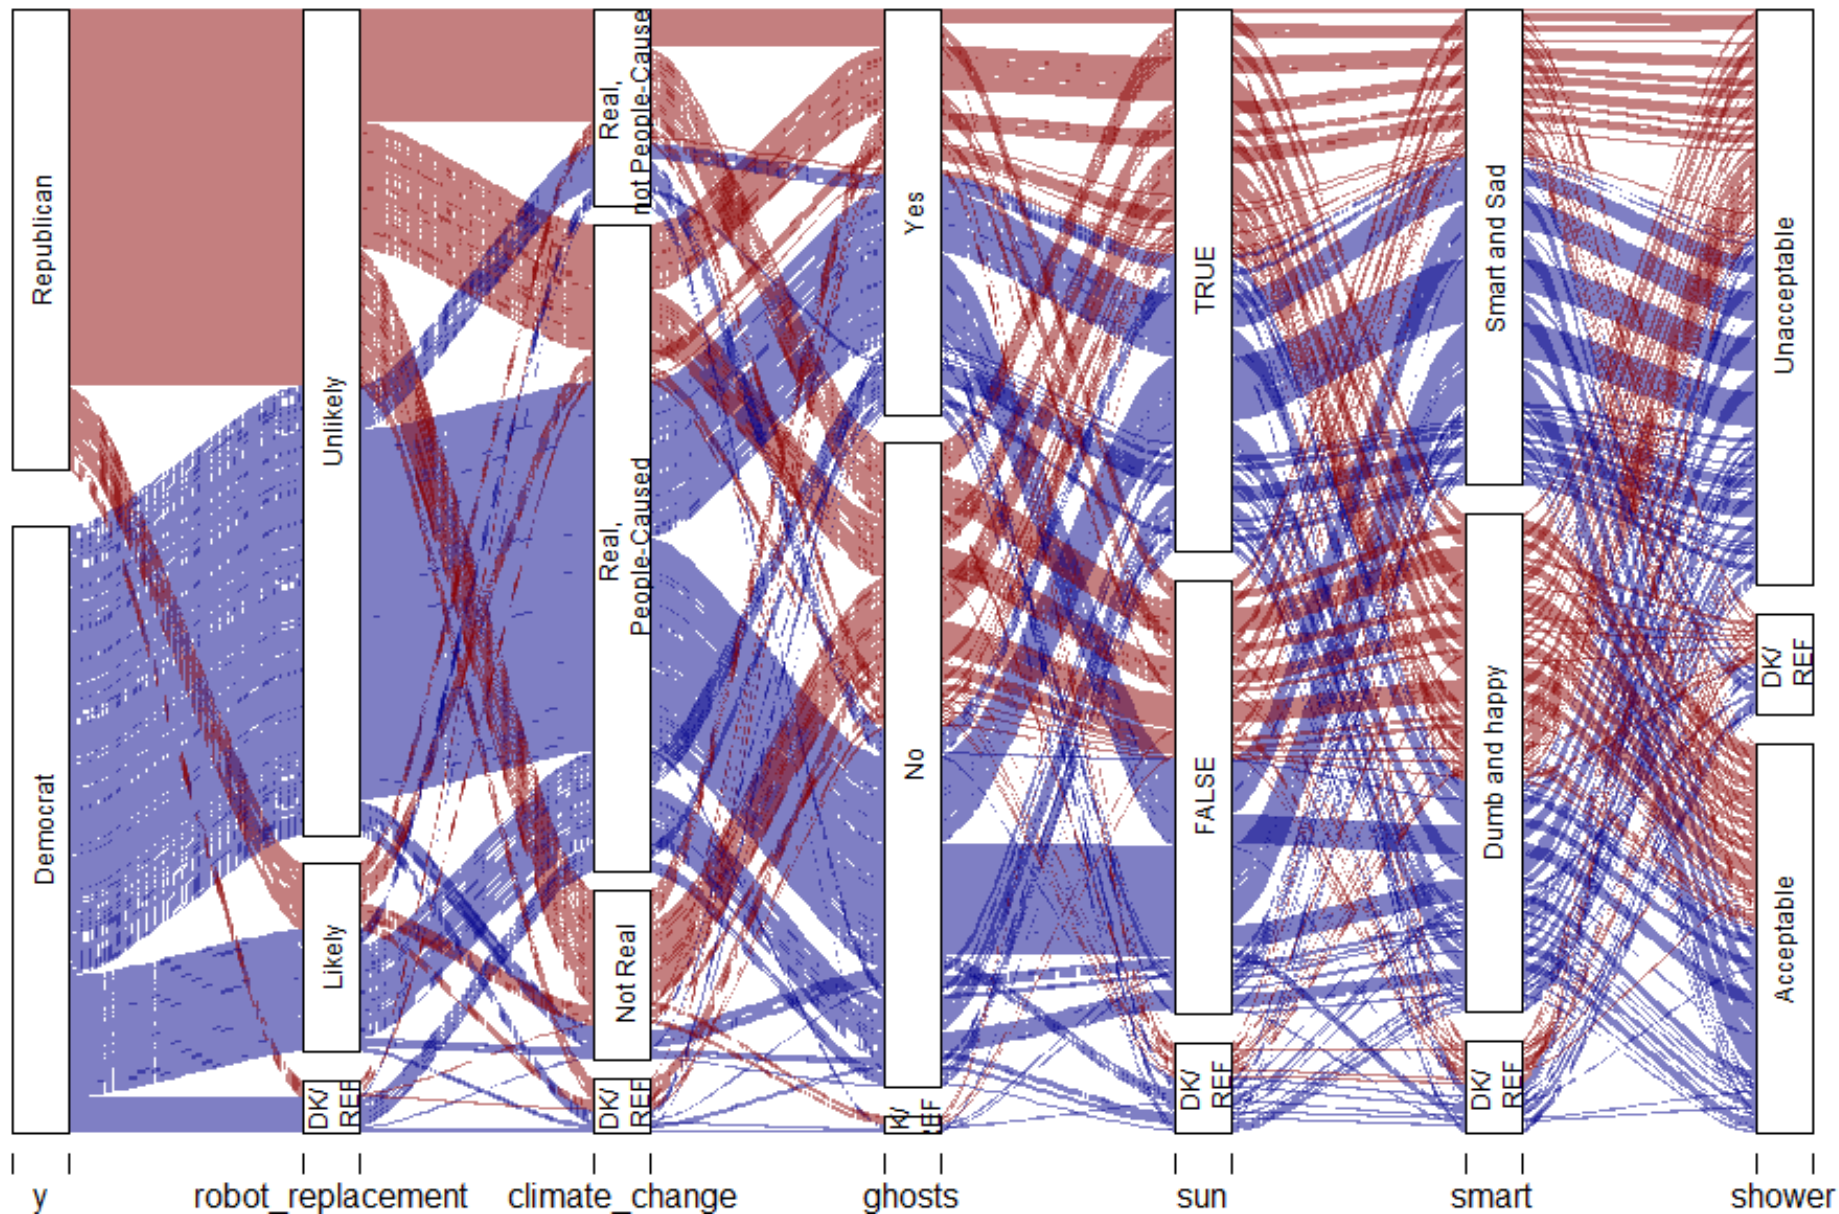 Republican
Democrat
Unlikely
Likely
DK/
REF
Real,
not People-Cause
Real,
People-Caused
Not Real
DK/
REF
Yes
No
K/
REF
TRUE
FALSE
DK/
REF
Smart and Sad
Dumb and happy
DK/
REF
Unacceptable
DK/
REF
Acceptable
y
robot_replacement
climate_change
ghosts
sun
smart
shower